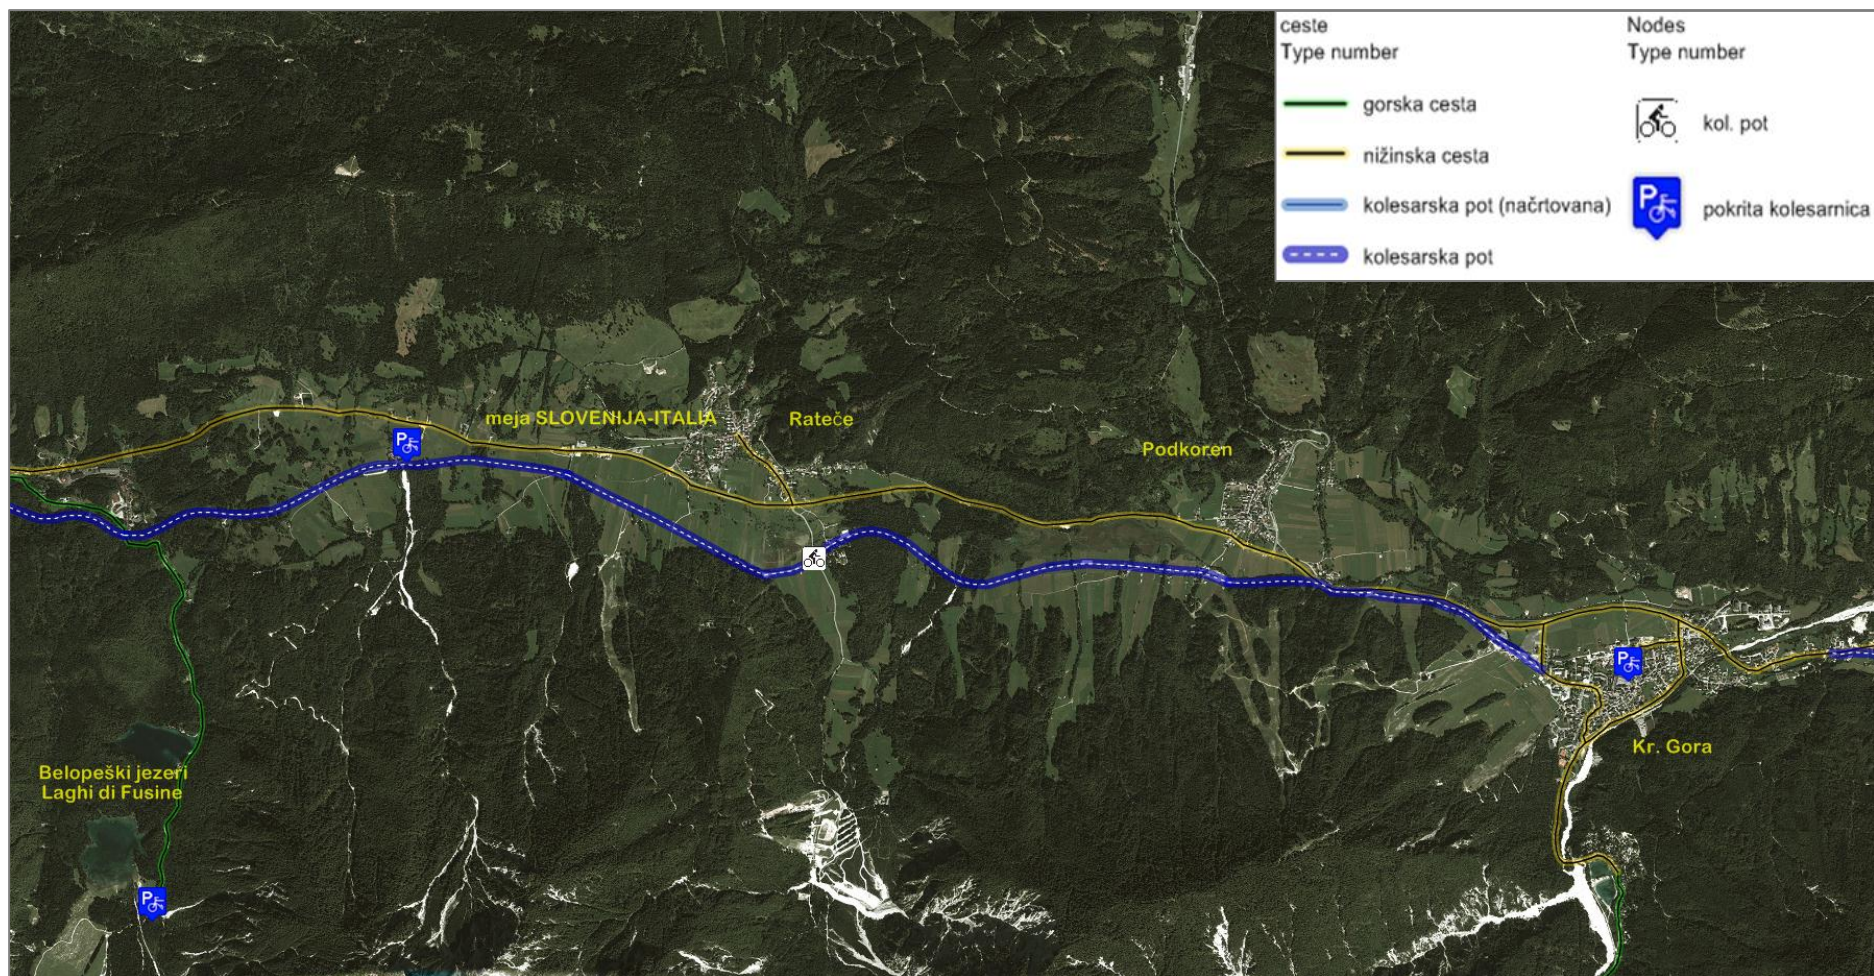 ceste
Type number
gorska cesta
nižinska cesta
kolesarska pot (načrtovana)
kolesarska pot
Nodes
Type number
kol. pot
P
pokrita kolesarnica
meja SLOVENIJA-ITALIA
Rateče
P
Podkoren
P
Kr. Gora
Belopeški jezeri
Laghi di Fusine
P